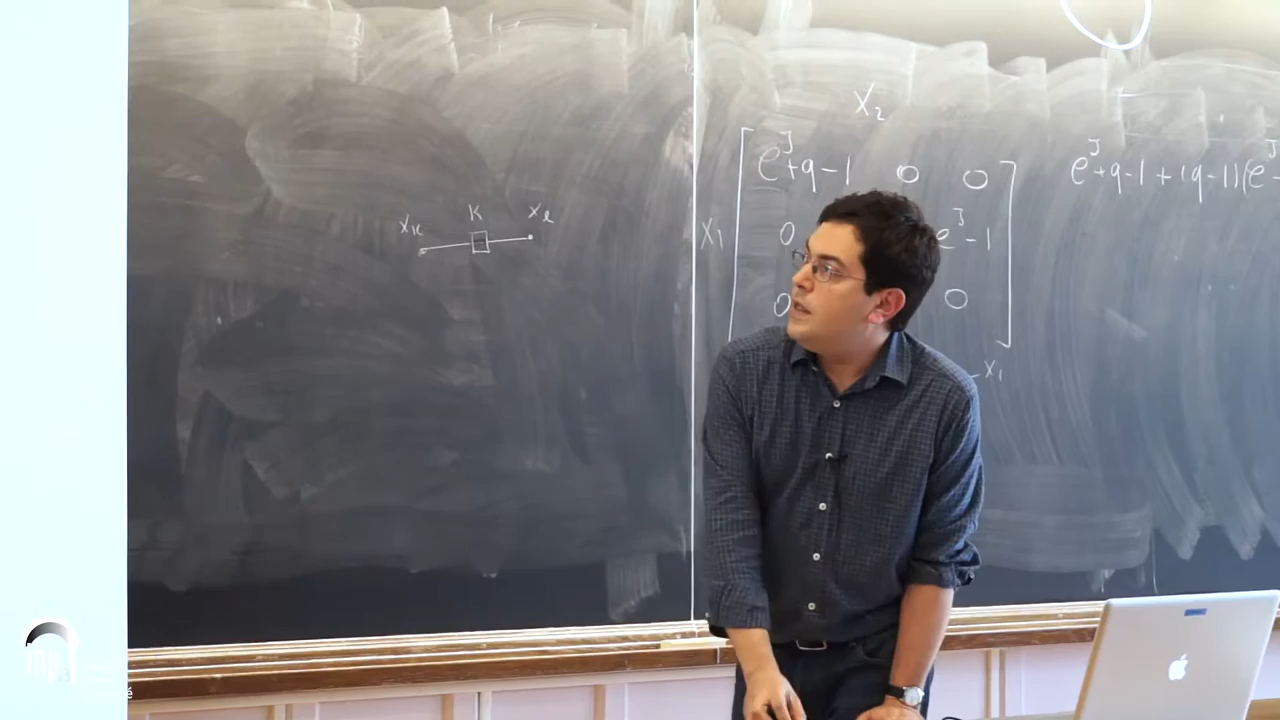 X_K K X_l
X_2
e^J+q-1 0 0
X_1 0 e^J-1
0 0
X_1
e^J+q-1+(q-1)(e^J-
é